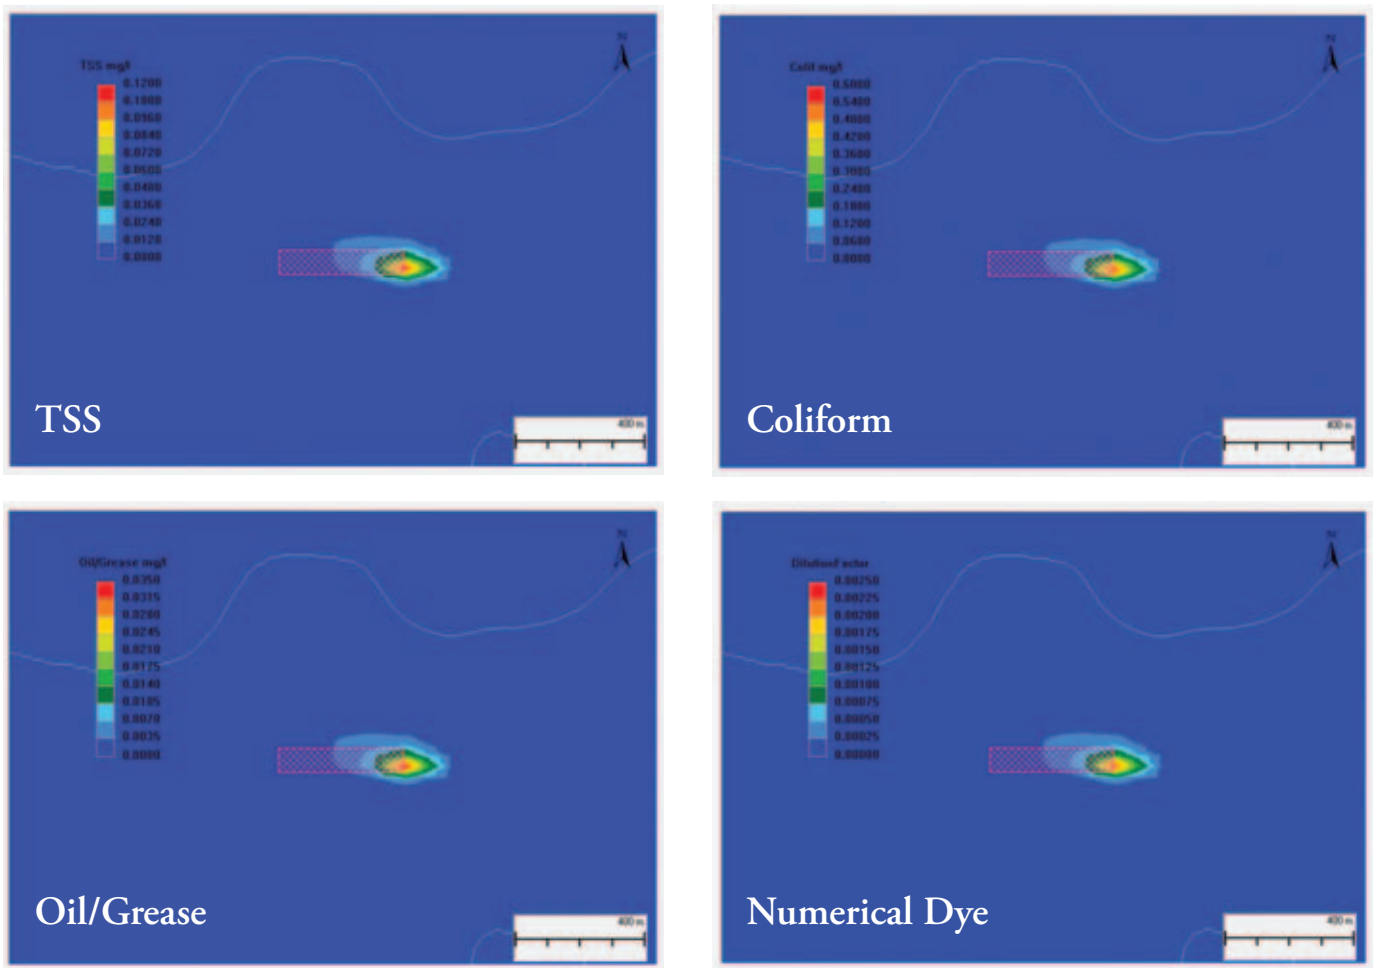 TSS mg/l
0.1200
0.1080
0.0960
0.0840
0.0720
0.0600
0.0480
0.0360
0.0240
0.0120
0.0000
N
TSS
400 m
Coli mg/l
0.6000
0.5400
0.4800
0.4200
0.3600
0.3000
0.2400
0.1800
0.1200
0.0600
0.0000
N
Coliform
400 m
Oil/Grease mg/l
0.0350
0.0315
0.0280
0.0245
0.0210
0.0175
0.0140
0.0105
0.0070
0.0035
0.0000
N
Oil/Grease
400 m
DilutionFactor
0.00250
0.00225
0.00200
0.00175
0.00150
0.00125
0.00100
0.00075
0.00050
0.00025
0.00000
N
Numerical Dye
400 m